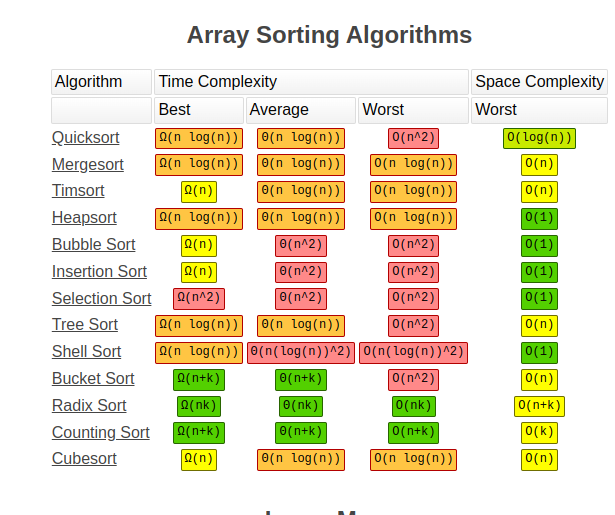 Array Sorting Algorithms
Algorithm Time Complexity Space Complexity
Best Average Worst Worst
Quicksort Ω(n log(n)) Θ(n log(n)) O(n^2) O(log(n))
Mergesort Ω(n log(n)) Θ(n log(n)) O(n log(n)) O(n)
Timsort Ω(n) Θ(n log(n)) O(n log(n)) O(n)
Heapsort Ω(n log(n)) Θ(n log(n)) O(n log(n)) O(1)
Bubble Sort Ω(n) Θ(n^2) O(n^2) O(1)
Insertion Sort Ω(n) Θ(n^2) O(n^2) O(1)
Selection Sort Ω(n^2) Θ(n^2) O(n^2) O(1)
Tree Sort Ω(n log(n)) Θ(n log(n)) O(n^2) O(n)
Shell Sort Ω(n log(n)) Θ(n(log(n))^2) O(n(log(n))^2) O(1)
Bucket Sort Ω(n+k) Θ(n+k) O(n^2) O(n)
Radix Sort Ω(nk) Θ(nk) O(nk) O(n+k)
Counting Sort Ω(n+k) Θ(n+k) O(n+k) O(k)
Cubesort Ω(n) Θ(n log(n)) O(n log(n)) O(n)